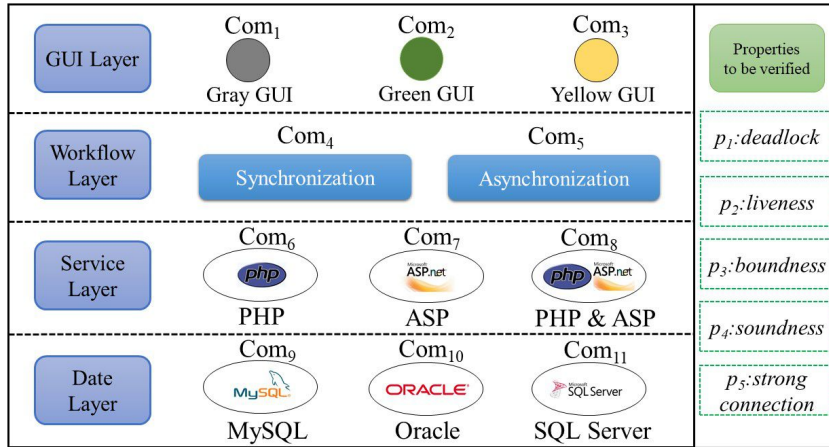 Com1 Com2 Com3
GUI Layer
Gray GUI Green GUI Yellow GUI
Com4 Com5
Workflow
Layer
Synchronization Asynchronization
Com6 Com7 Com8
Service
Layer
php Microsoft ASP.net php Microsoft ASP.net
PHP ASP PHP & ASP
Com9 Com10 Com11
Date
Layer
MySQL ORACLE Microsoft SQL Server
MySQL Oracle SQL Server
Properties
to be verified
p1:deadlock
p2:liveness
p3:boundness
p4:soundness
p5:strong
connection